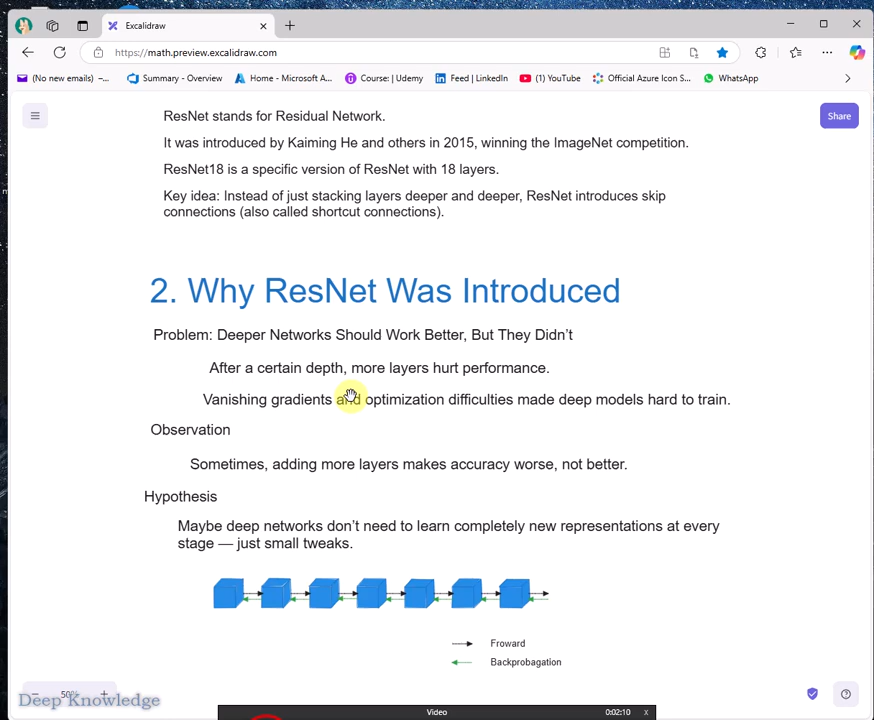 Excalidraw
https://math.preview.excalidraw.com
(No new emails) –...
Summary - Overview
Home - Microsoft A...
Course: | Udemy
Feed | LinkedIn
(1) YouTube
Official Azure Icon S...
WhatsApp
ResNet stands for Residual Network.
Share
It was introduced by Kaiming He and others in 2015, winning the ImageNet competition.
ResNet18 is a specific version of ResNet with 18 layers.
Key idea: Instead of just stacking layers deeper and deeper, ResNet introduces skip
connections (also called shortcut connections).
2. Why ResNet Was Introduced
Problem: Deeper Networks Should Work Better, But They Didn't
After a certain depth, more layers hurt performance.
Vanishing gradients and optimization difficulties made deep models hard to train.
Observation
Sometimes, adding more layers makes accuracy worse, not better.
Hypothesis
Maybe deep networks don't need to learn completely new representations at every
stage — just small tweaks.
Froward
Backprobagation
50%
Deep Knowledge
Video
0:02:10